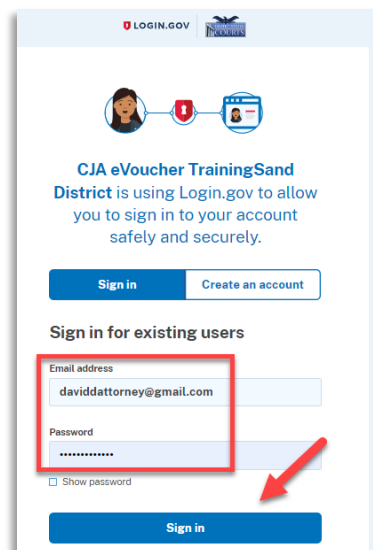 LOGIN.GOV
COURTS
CJA eVoucher TrainingSand
District is using Login.gov to allow
you to sign in to your account
safely and securely.
Sign in Create an account
Sign in for existing users
Email address
daviddattorney@gmail.com
Password
•••••••••••••
Show password
Sign in